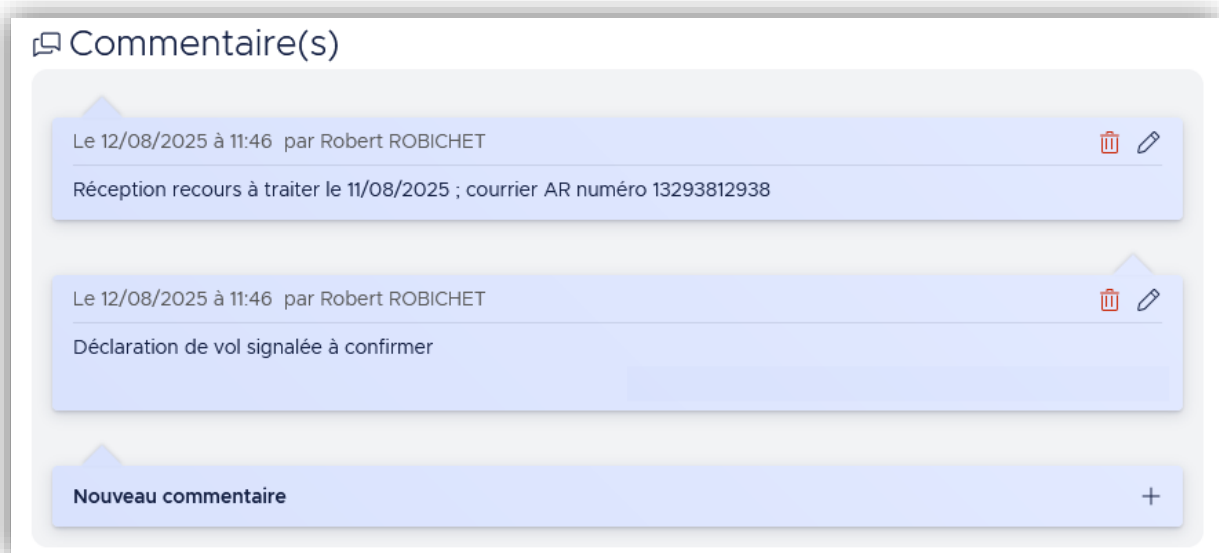 Commentaire(s)
Le 12/08/2025 à 11:46 par Robert ROBICHET
Réception recours à traiter le 11/08/2025 ; courrier AR numéro 13293812938
Le 12/08/2025 à 11:46 par Robert ROBICHET
Déclaration de vol signalée à confirmer
Nouveau commentaire